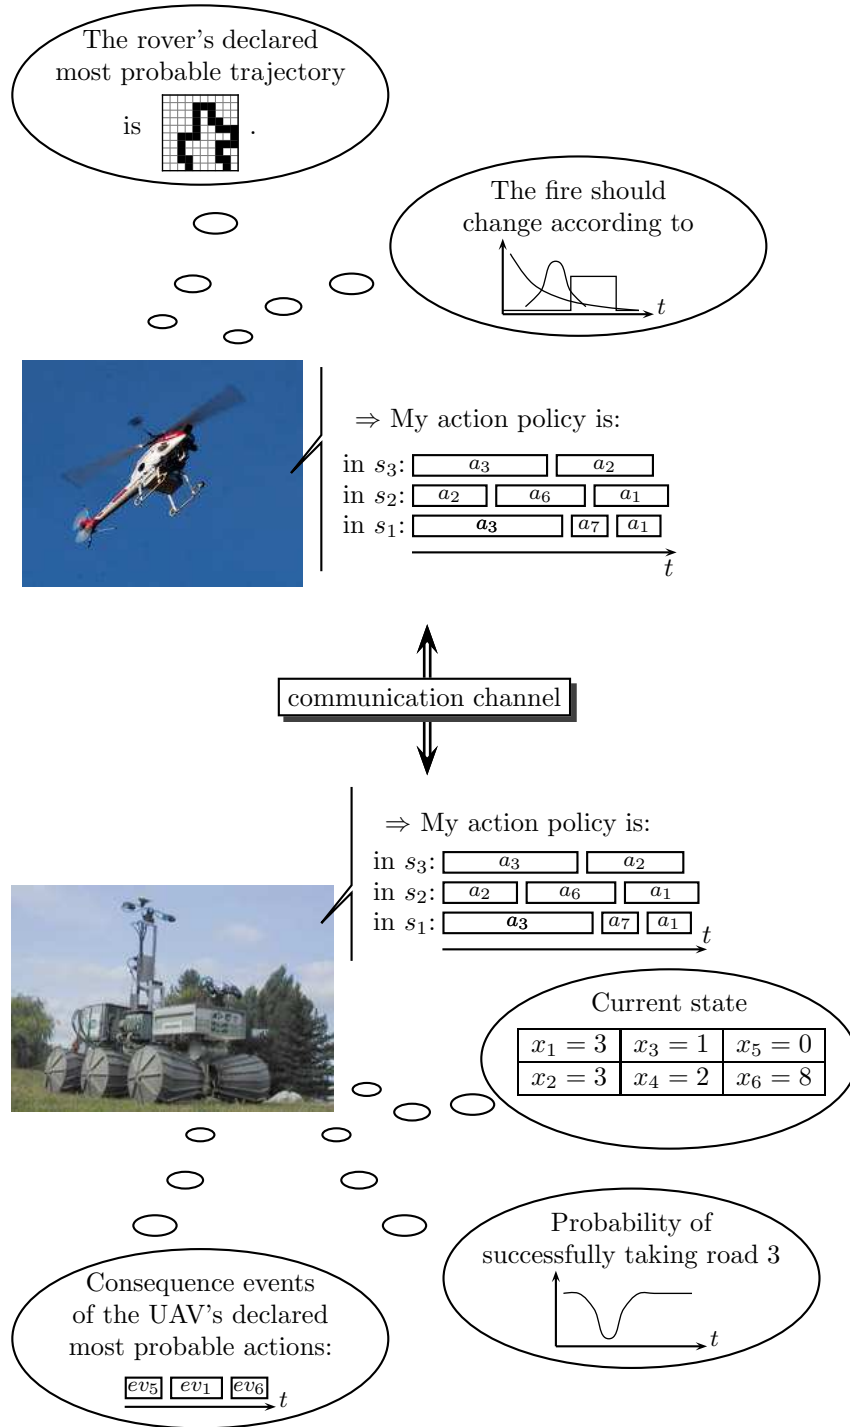 The rover's declared
most probable trajectory
is .
The fire should
change according to
t
⇒ My action policy is:
in s₃: a₃ a₂
in s₂: a₂ a₆ a₁
in s₁: a₃ a₇ a₁
t
communication channel
⇒ My action policy is:
in s₃: a₃ a₂
in s₂: a₂ a₆ a₁
in s₁: a₃ a₇ a₁
t
Current state
x₁ = 3 x₃ = 1 x₅ = 0
x₂ = 3 x₄ = 2 x₆ = 8
Probability of
successfully taking road 3
t
Consequence events
of the UAV's declared
most probable actions:
ev₅ ev₁ ev₆
t